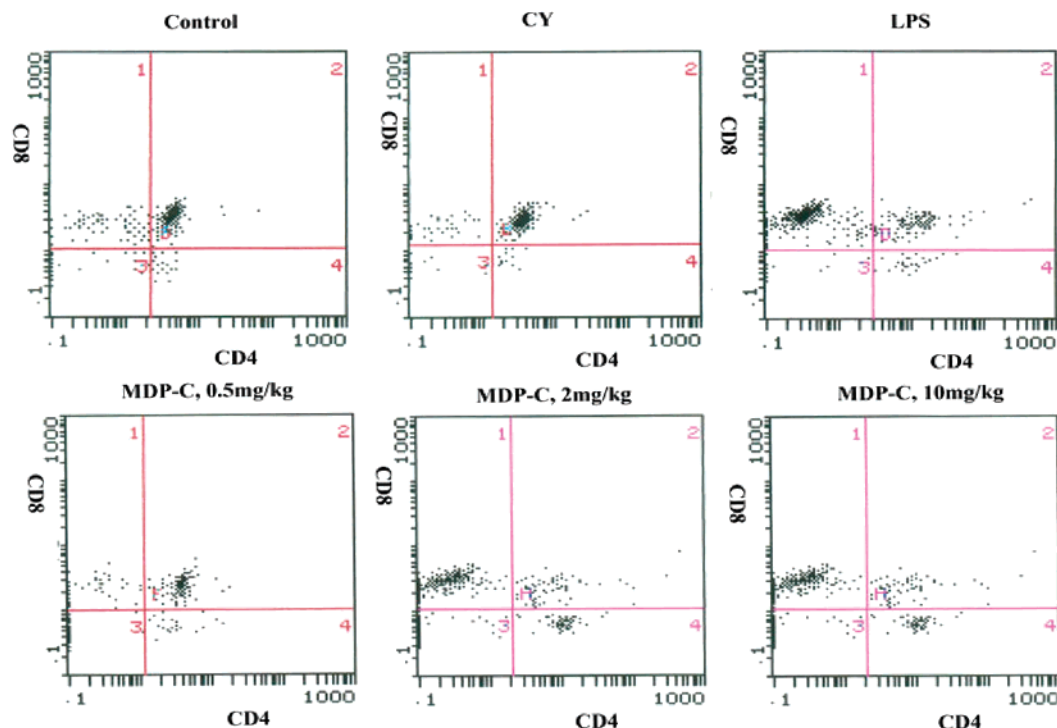 Control
CY
LPS
1 2
1000
CD8
3 4
.1
.1 1000
CD4
1 2
1000
CD8
3 4
.1
.1 1000
CD4
1 2
1000
CD8
3 4
.1
.1 1000
CD4
MDP-C, 0.5mg/kg
MDP-C, 2mg/kg
MDP-C, 10mg/kg
1 2
1000
CD8
3 4
.1
.1 1000
CD4
1 2
1000
CD8
3 4
.1
.1 1000
CD4
1 2
1000
CD8
3 4
.1
.1 1000
CD4